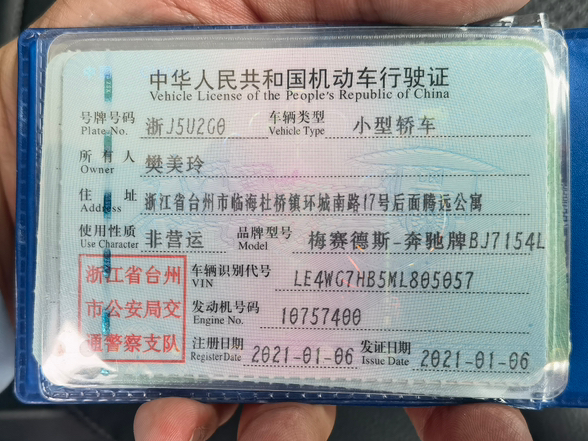 中华人民共和国机动车行驶证
Vehicle License of the People's Republic of China
号牌号码 Plate No. 浙J5U2G0 车辆类型 Vehicle Type 小型轿车
所有人 Owner 樊美玲
住址 Address 浙江省台州市临海杜桥镇环城南路17号后面腾远公寓
使用性质 Use Character 非营运 品牌型号 Model 梅赛德斯-奔驰牌BJ7154L
浙江省台州市公安局交通警察支队
车辆识别代号 VIN LE4WG7HB5ML805057
发动机号码 Engine No. 10757400
注册日期 Register Date 2021-01-06 发证日期 Issue Date 2021-01-06